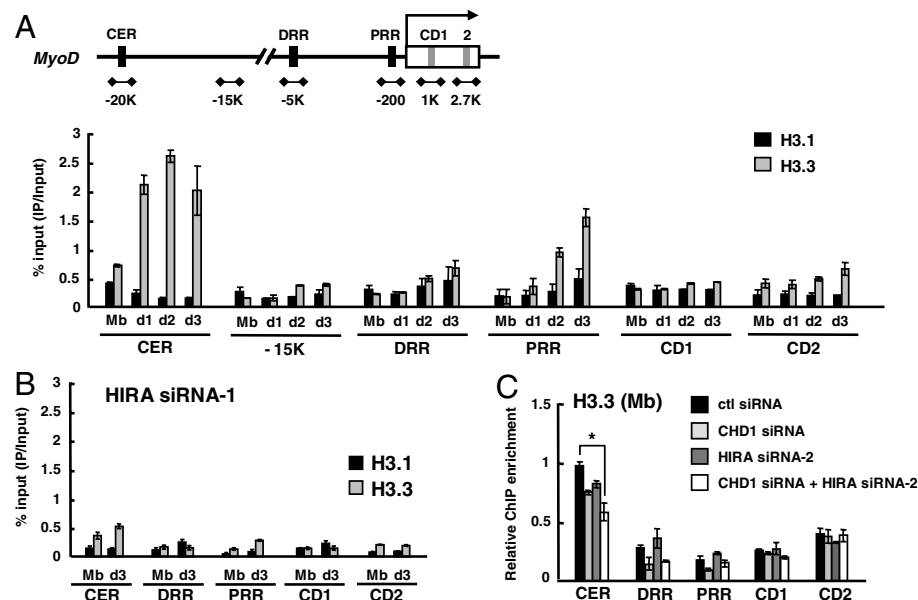 A
CER DRR PRR CD1 2
MyoD
-20K -15K -5K -200 1K 2.7K
% input (IP/Input)
3
2.5
2
1.5
1
0.5
0
H3.1
H3.3
Mb d1 d2 d3 Mb d1 d2 d3 Mb d1 d2 d3 Mb d1 d2 d3 Mb d1 d2 d3 Mb d1 d2 d3
CER - 15K DRR PRR CD1 CD2
B
HIRA siRNA-1
% input (IP/Input)
3
2.5
2
1.5
1
0.5
0
H3.1
H3.3
Mb d3 Mb d3 Mb d3 Mb d3 Mb d3
CER DRR PRR CD1 CD2
C
H3.3 (Mb)
Relative ChIP enrichment
1.5
1
0.5
0
*
ctl siRNA
CHD1 siRNA
HIRA siRNA-2
CHD1 siRNA + HIRA siRNA-2
CER DRR PRR CD1 CD2